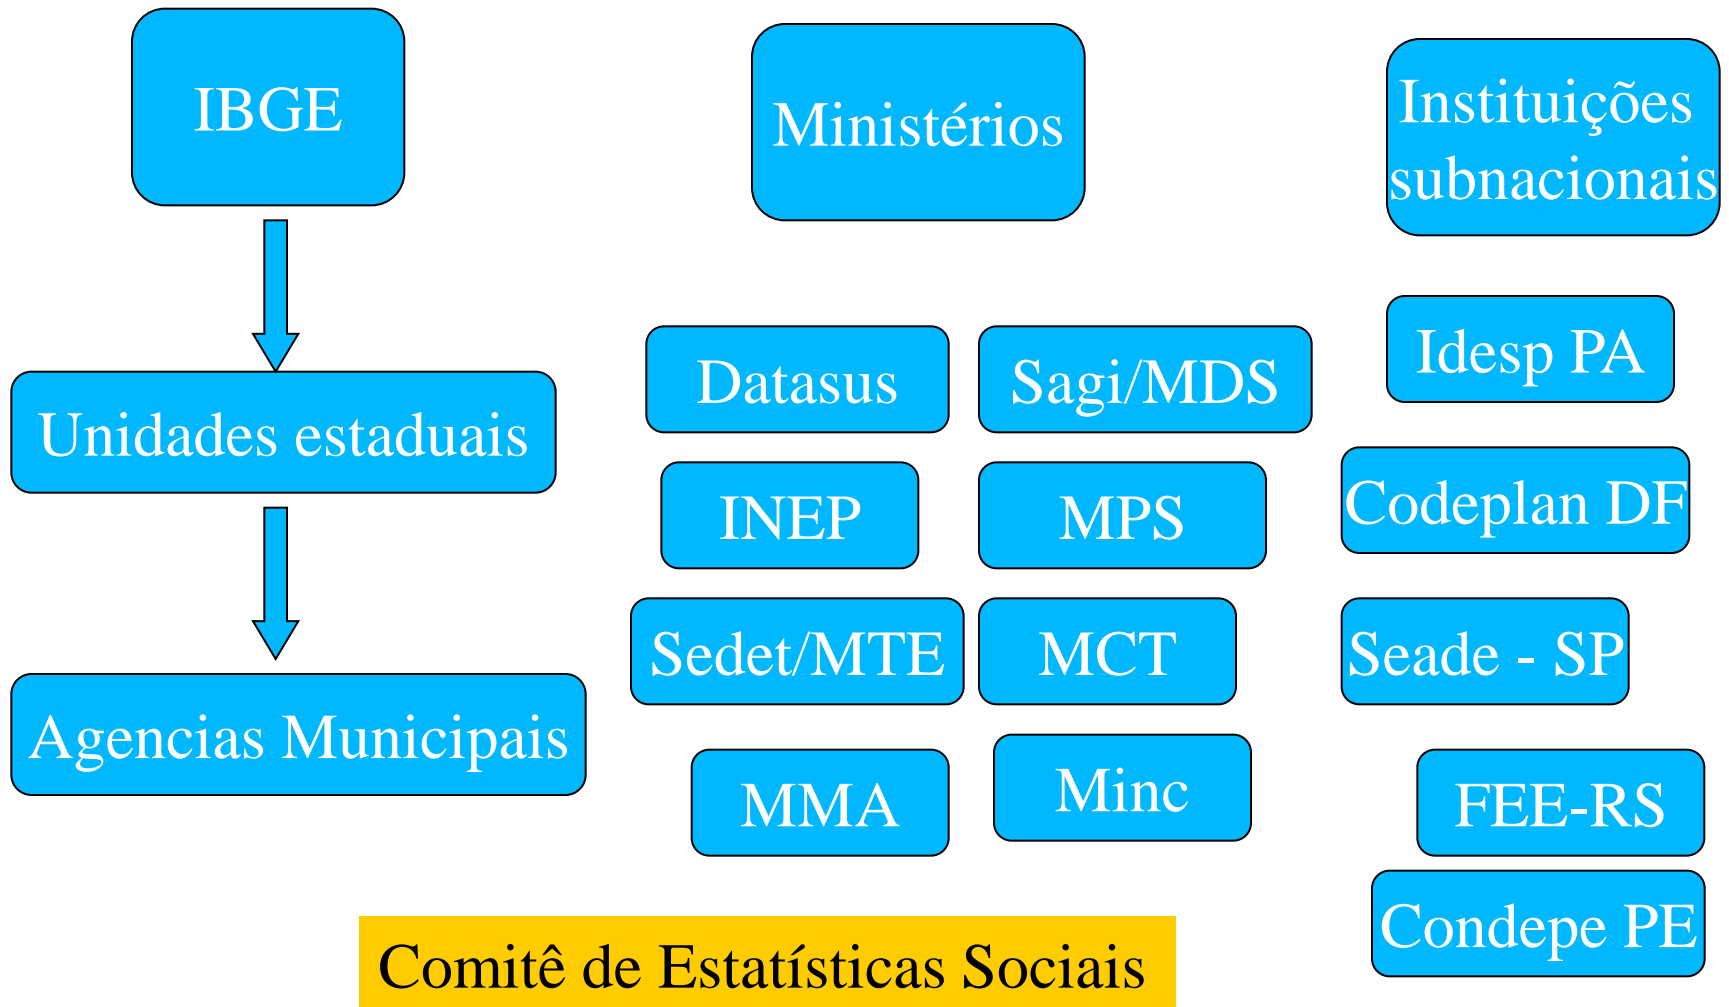 IBGE
Unidades estaduais
Agencias Municipais
Ministérios
Datasus
Sagi/MDS
INEP
MPS
Sedet/MTE
MCT
MMA
Minc
Instituições
subnacionais
Idesp PA
Codeplan DF
Seade - SP
FEE-RS
Condepe PE
Comitê de Estatísticas Sociais